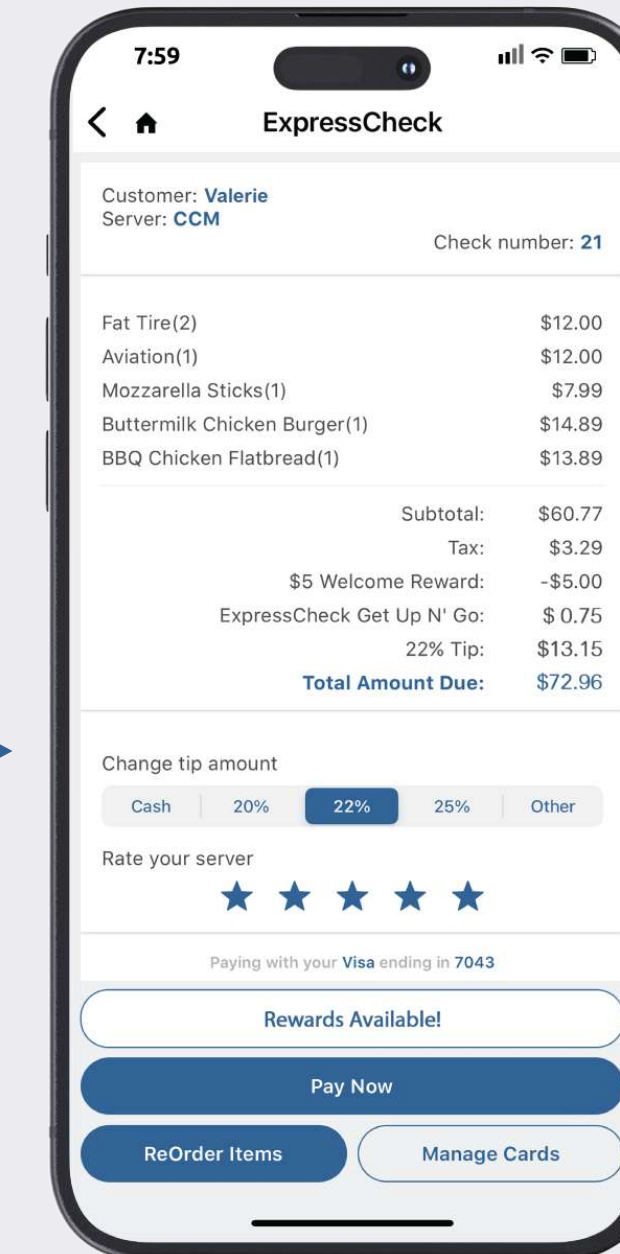 7:59
ExpressCheck
Customer: Valerie
Server: CCM
Check number: 21
Fat Tire(2) $12.00
Aviation(1) $12.00
Mozzarella Sticks(1) $7.99
Buttermilk Chicken Burger(1) $14.89
BBQ Chicken Flatbread(1) $13.89
Subtotal: $60.77
Tax: $3.29
$5 Welcome Reward: -$5.00
ExpressCheck Get Up N' Go: $ 0.75
22% Tip: $13.15
Total Amount Due: $72.96
Change tip amount
Cash 20% 22% 25% Other
Rate your server
Paying with your Visa ending in 7043
Rewards Available!
Pay Now
ReOrder Items Manage Cards